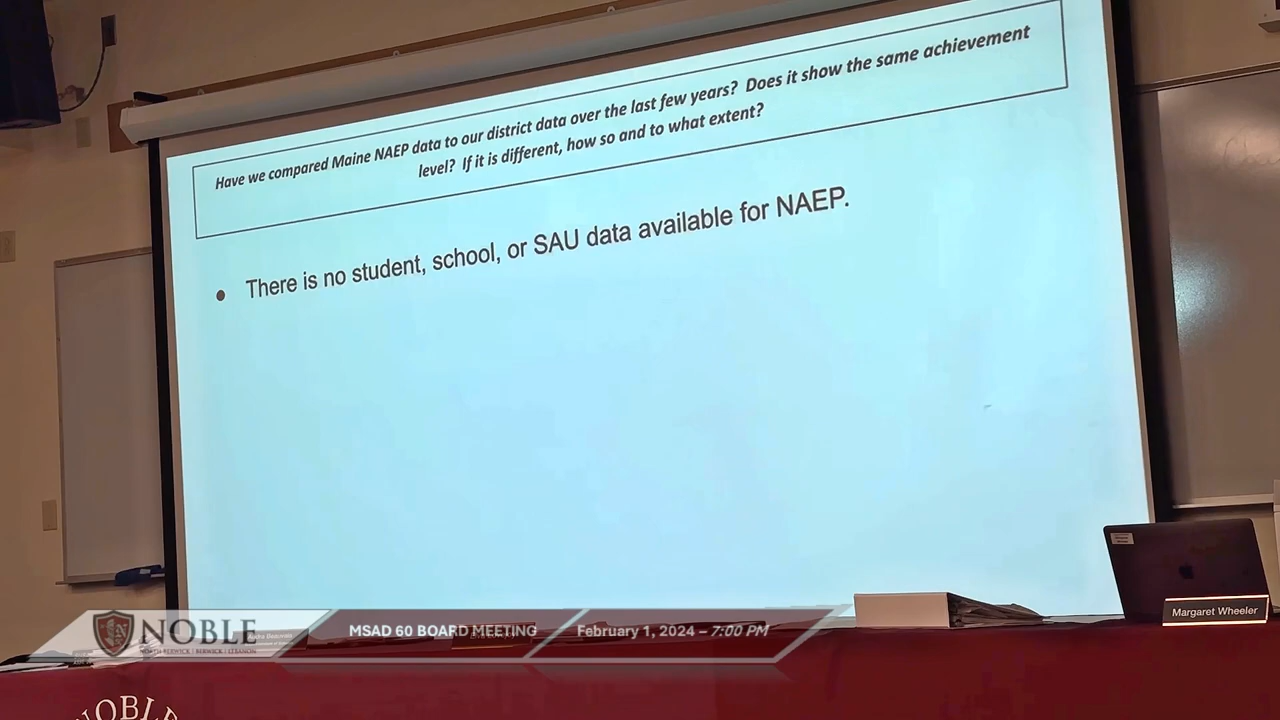 Have we compared Maine NAEP data to our district data over the last few years? Does it show the same achievement
level? If it is different, how so and to what extent?
• There is no student, school, or SAU data available for NAEP.
Margaret Wheeler
NOBLE
NORTH BERWICK | BERWICK | LEBANON
MSAD 60 BOARD MEETING
February 1, 2024 – 7:00 PM
NOBLE